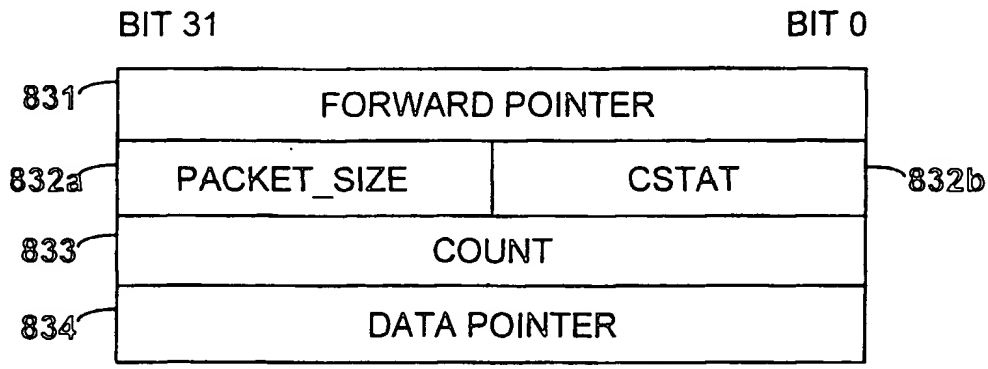 BIT 31 BIT 0
831 FORWARD POINTER
832a PACKET_SIZE CSTAT 832b
833 COUNT
834 DATA POINTER